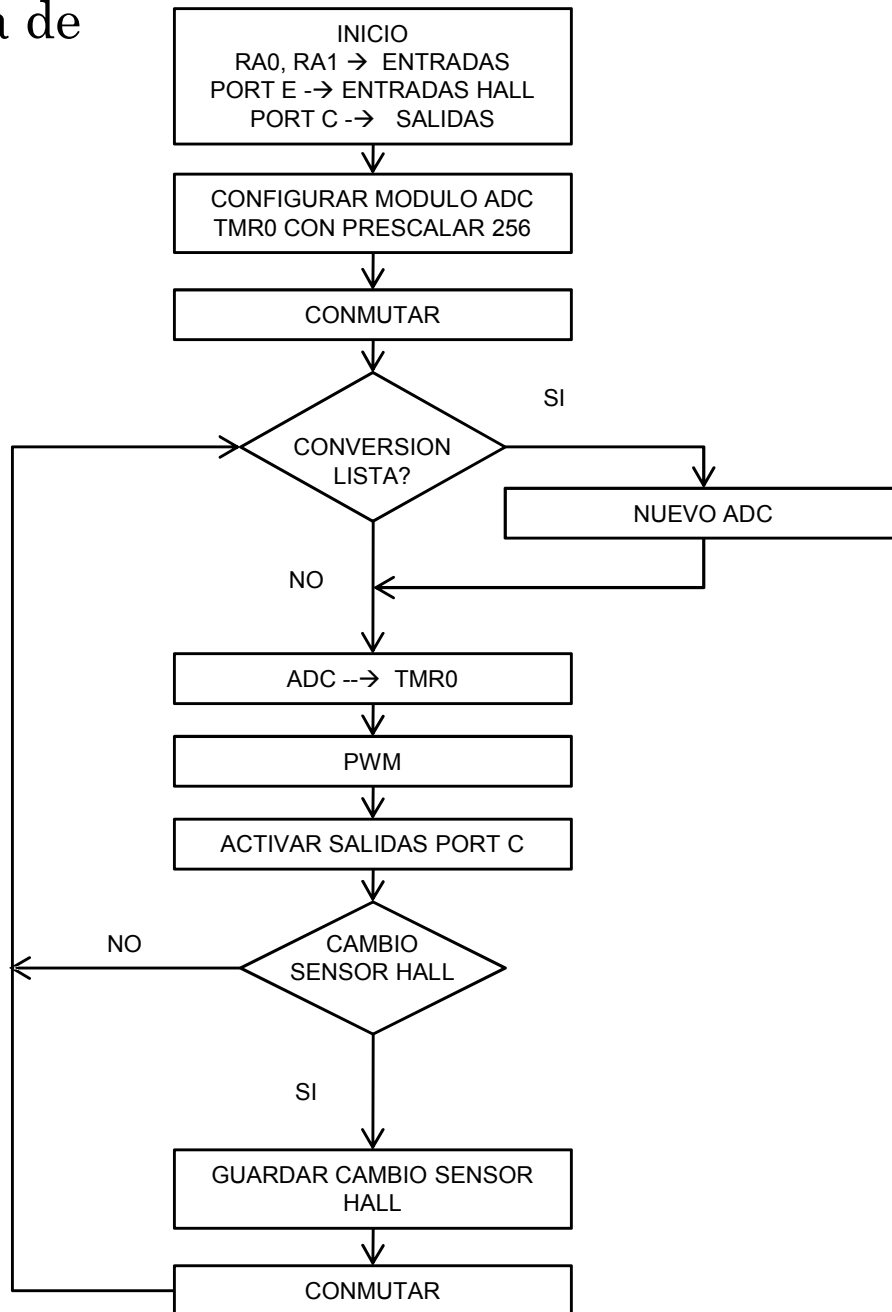 de
INICIO
RA0, RA1 → ENTRADAS
PORT E -→ ENTRADAS HALL
PORT C -→ SALIDAS
CONFIGURAR MODULO ADC
TMR0 CON PRESCALAR 256
CONMUTAR
SI
CONVERSION
LISTA?
NUEVO ADC
NO
ADC --→ TMR0
PWM
ACTIVAR SALIDAS PORT C
NO
CAMBIO
SENSOR HALL
SI
GUARDAR CAMBIO SENSOR
HALL
CONMUTAR